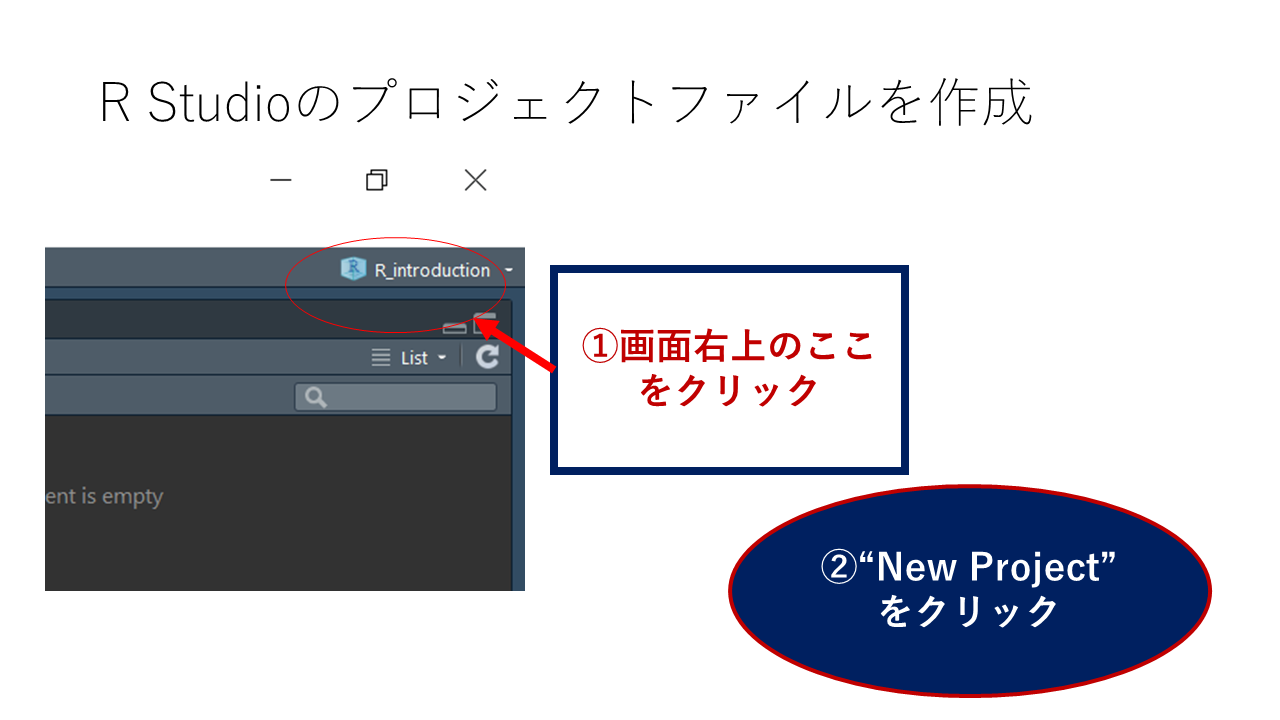 R Studioのプロジェクトファイルを作成
R_introduction
List
ent is empty
①画面右上のここ
をクリック
②“New Project”
をクリック